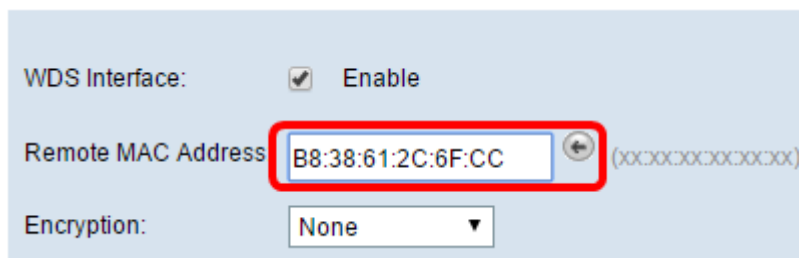 WDS Interface: Enable
Remote MAC Address B8:38:61:2C:6F:CC (xx:xx:xx:xx:xx:xx)
Encryption: None